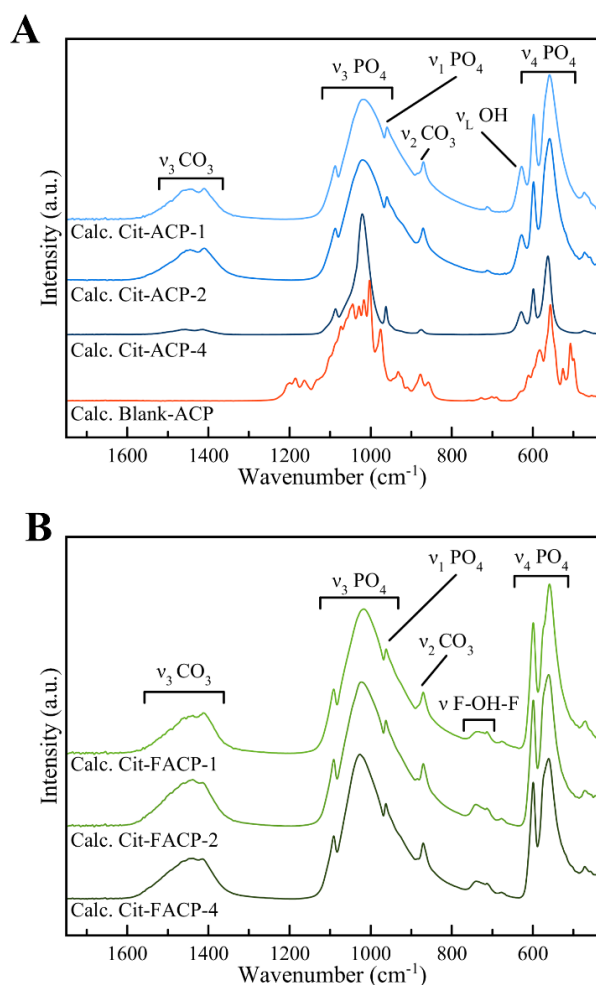 A
ν3 PO4
ν1 PO4
ν4 PO4
ν2 CO3
νL OH
ν3 CO3
Intensity (a.u.)
Calc. Cit-ACP-1
Calc. Cit-ACP-2
Calc. Cit-ACP-4
Calc. Blank-ACP
1600 1400 1200 1000 800 600
Wavenumber (cm-1)
B
ν1 PO4
ν4 PO4
ν3 PO4
ν2 CO3
ν3 CO3
ν F-OH-F
Intensity (a.u.)
Calc. Cit-FACP-1
Calc. Cit-FACP-2
Calc. Cit-FACP-4
1600 1400 1200 1000 800 600
Wavenumber (cm-1)